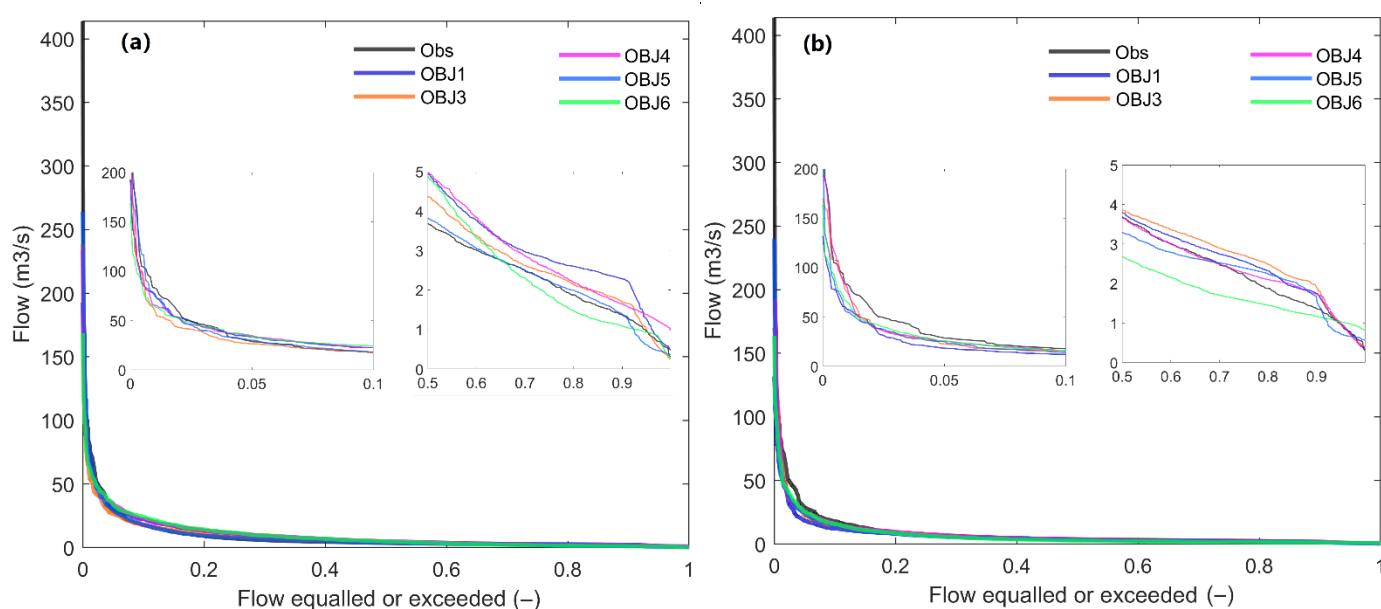 (a)
Obs
OBJ1
OBJ3
OBJ4
OBJ5
OBJ6
400
350
300
250
200
150
100
50
0
Flow (m3/s)
200
150
100
50
0
0 0.05 0.1
5
4
3
2
1
0
0.5 0.6 0.7 0.8 0.9
0 0.2 0.4 0.6 0.8 1
Flow equalled or exceeded (–)
(b)
Obs
OBJ1
OBJ3
OBJ4
OBJ5
OBJ6
400
350
300
250
200
150
100
50
0
Flow (m3/s)
200
150
100
50
0
0 0.05 0.1
5
4
3
2
1
0
0.5 0.6 0.7 0.8 0.9
0 0.2 0.4 0.6 0.8 1
Flow equalled or exceeded (–)